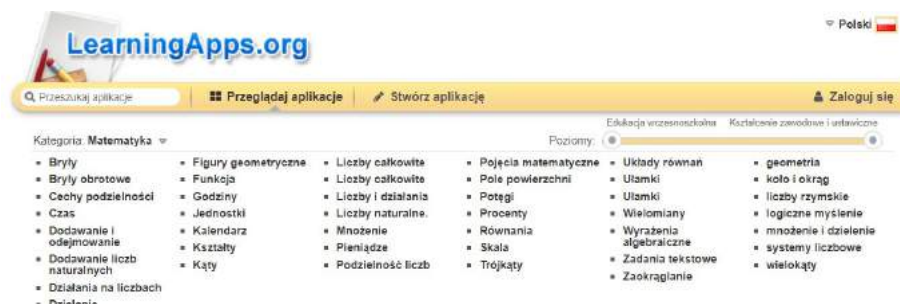 LearningApps.org
Polski
Przeszukaj aplikacje
Przeglądaj aplikacje
Stwórz aplikację
Zaloguj się
Edukacja wczesnoszkolna
Kształcenie zawodowe i ustawiczne
Kategoria: Matematyka
Poziomy:
Bryły
Bryły obrotowe
Cechy podzielności
Czas
Dodawanie i
odejmowanie
Dodawanie liczb
naturalnych
Działania na liczbach
Działania
Figury geometryczne
Funkcja
Godziny
Jednostki
Kalendarz
Kształty
Kąty
Liczby całkowite
Liczby całkowite
Liczby i działania
Liczby naturalne.
Mnożenie
Pieniądze
Podzielność liczb
Pojęcia matematyczne
Pole powierzchni
Potęgi
Procenty
Równania
Skala
Trójkąty
Układy równań
Ułamki
Ułamki
Wielomiany
Wyrażenia
algebraiczne
Zadania tekstowe
Zaokrąglanie
geometria
koło i okrąg
liczby rzymskie
logiczne myślenie
mnożenie i dzielenie
systemy liczbowe
wielokąty